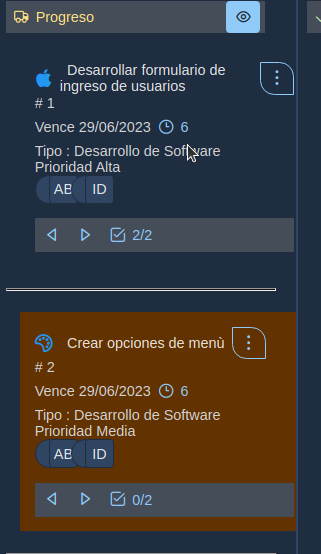 Progreso
Desarrollar formulario de
ingreso de usuarios
# 1
Vence 29/06/2023 6
Tipo : Desarrollo de Software
Prioridad Alta
AB ID
2/2
Crear opciones de menù
# 2
Vence 29/06/2023 6
Tipo : Desarrollo de Software
Prioridad Media
AB ID
0/2